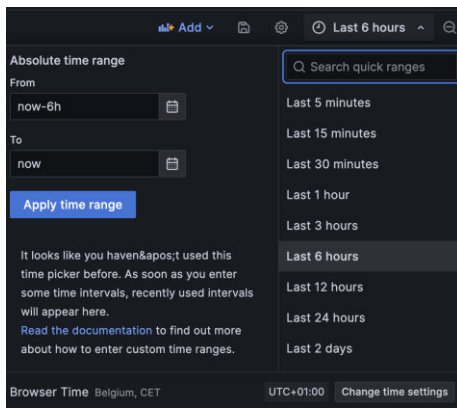 Add
Last 6 hours
Absolute time range
From
now-6h
To
now
Apply time range
It looks like you haven&apos;t used this
time picker before. As soon as you enter
some time intervals, recently used intervals
will appear here.
Read the documentation to find out more
about how to enter custom time ranges.
Search quick ranges
Last 5 minutes
Last 15 minutes
Last 30 minutes
Last 1 hour
Last 3 hours
Last 6 hours
Last 12 hours
Last 24 hours
Last 2 days
Browser Time Belgium, CET
UTC+01:00
Change time settings